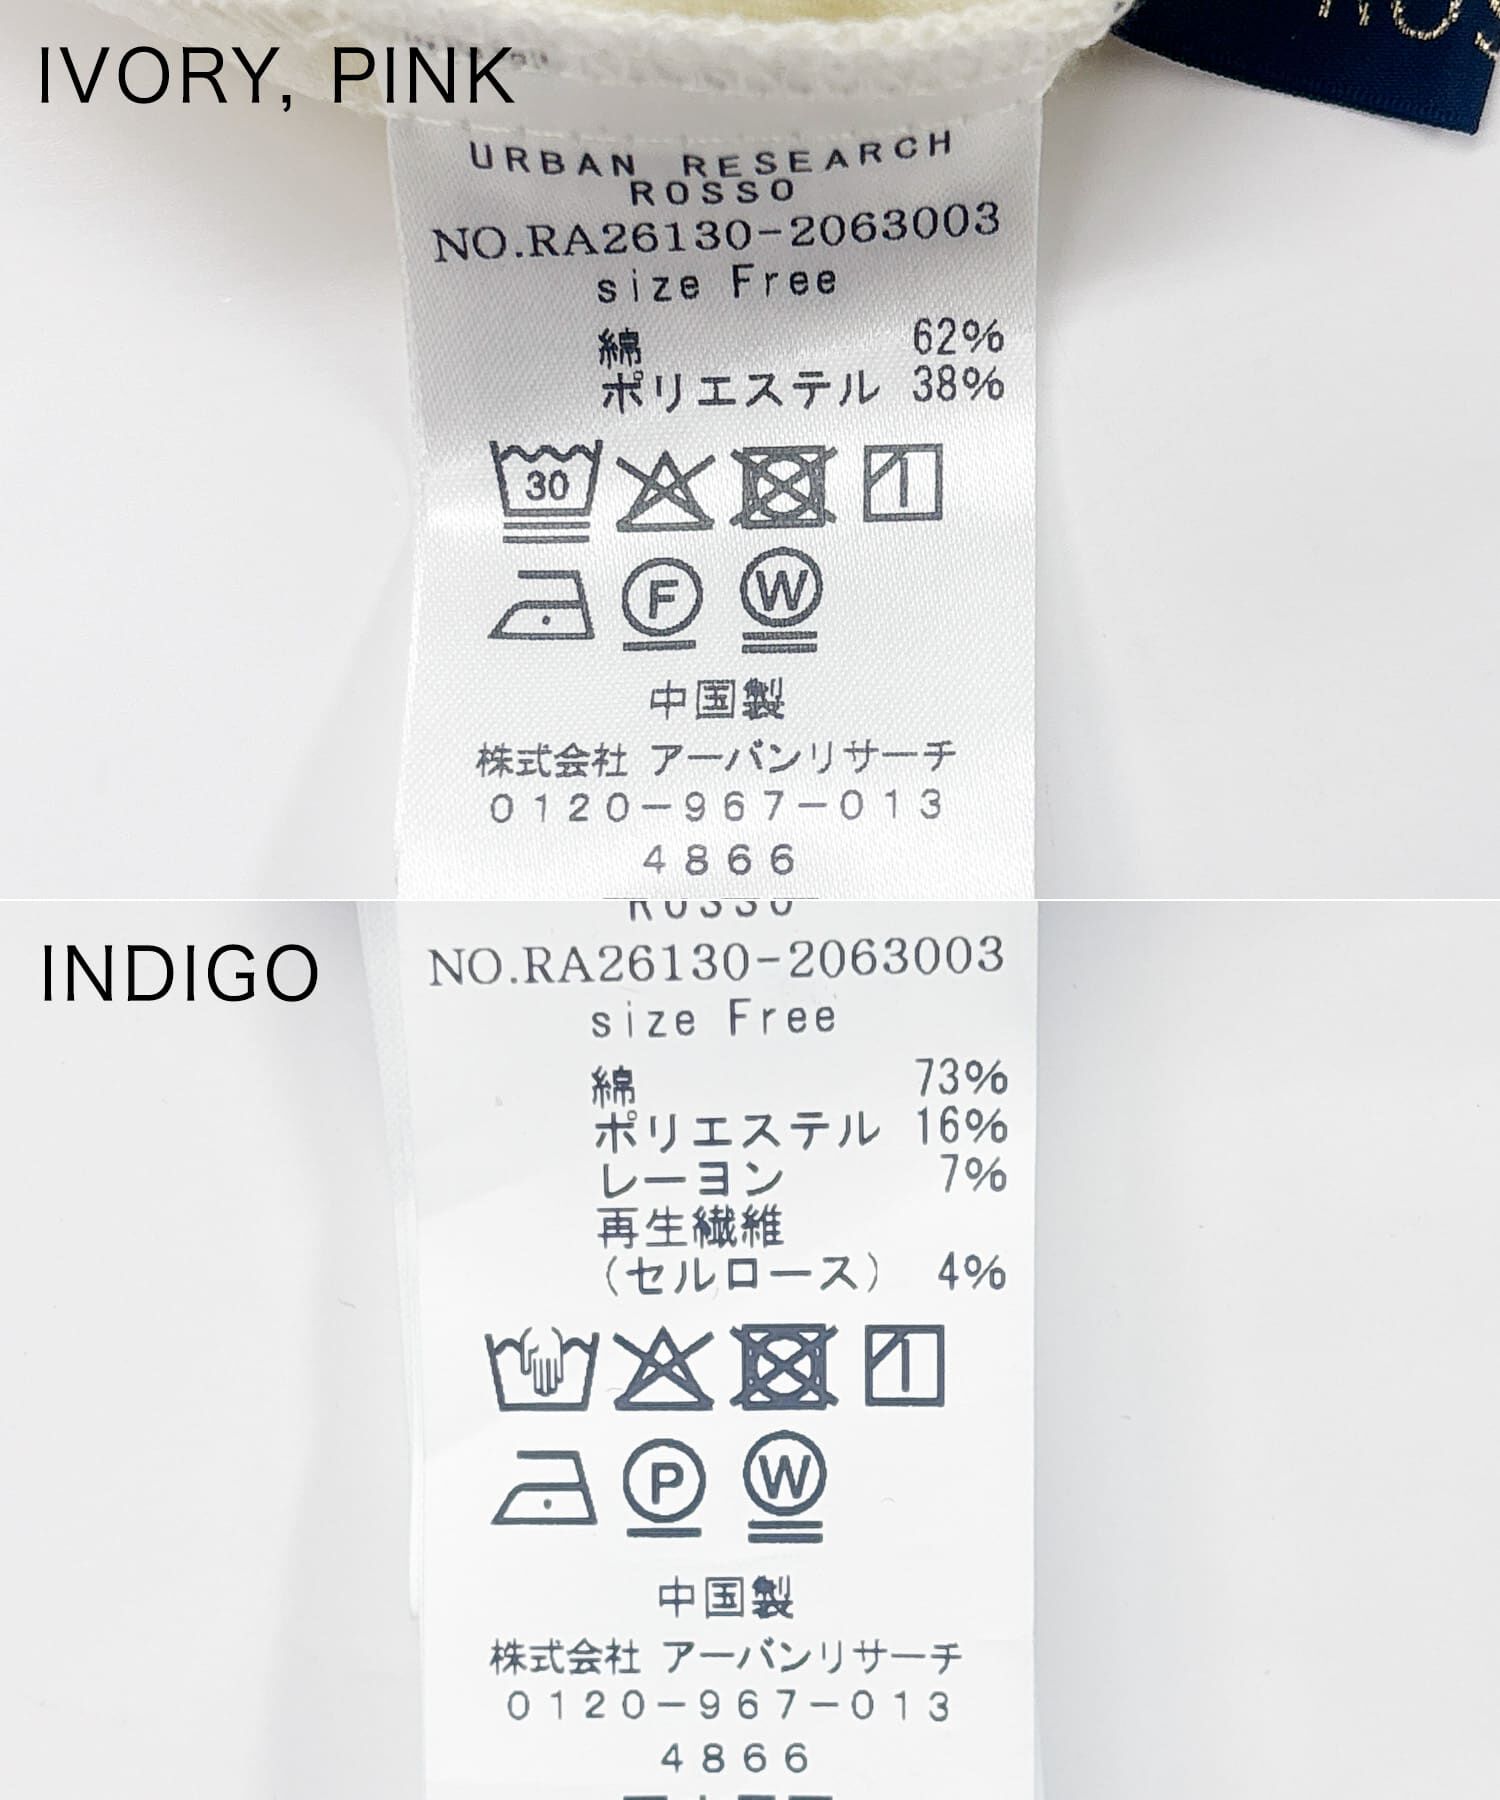 IVORY, PINK
URBAN RESEARCH
ROSSO
NO.RA26130-2063003
size Free
綿 62%
ポリエステル 38%
30
F W
中国製
株式会社 アーバンリサーチ
0120-967-013
4866
INDIGO
ROSSO
NO.RA26130-2063003
size Free
綿 73%
ポリエステル 16%
レーヨン 7%
再生繊維
(セルロース) 4%
P W
中国製
株式会社 アーバンリサーチ
0120-967-013
4866